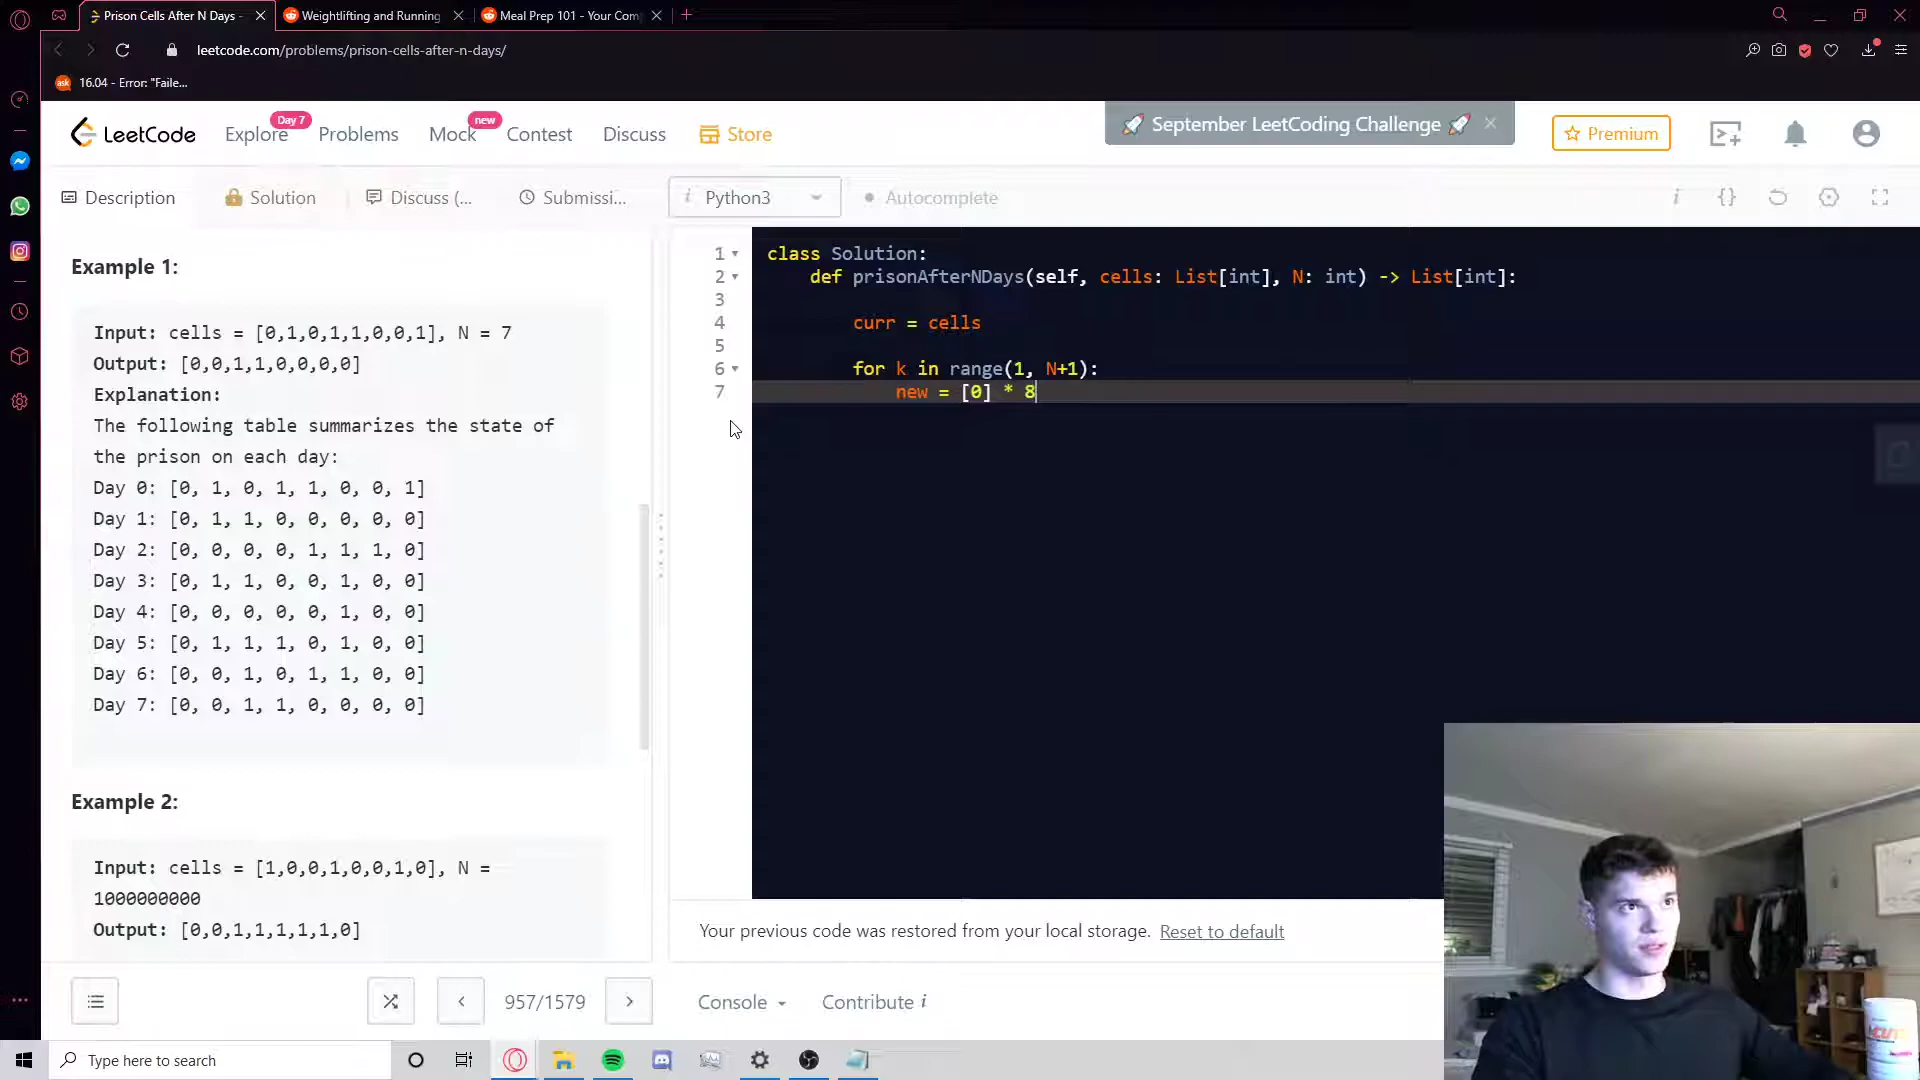 Prison Cells After N Days -
Weightlifting and Running
Meal Prep 101 - Your Com
leetcode.com/problems/prison-cells-after-n-days/
ask
16.04 - Error: "Faile...
LeetCode
Explore
Day 7
Problems
Mock
new
Contest
Discuss
Store
September LeetCoding Challenge
Premium
Description
Solution
Discuss (...
Submissi...
i Python3
Autocomplete
i {}
Example 1:
Input: cells = [0,1,0,1,1,0,0,1], N = 7
Output: [0,0,1,1,0,0,0,0]
Explanation:
The following table summarizes the state of
the prison on each day:
Day 0: [0, 1, 0, 1, 1, 0, 0, 1]
Day 1: [0, 1, 1, 0, 0, 0, 0, 0]
Day 2: [0, 0, 0, 0, 1, 1, 1, 0]
Day 3: [0, 1, 1, 0, 0, 1, 0, 0]
Day 4: [0, 0, 0, 0, 0, 1, 0, 0]
Day 5: [0, 1, 1, 1, 0, 1, 0, 0]
Day 6: [0, 0, 1, 0, 1, 1, 0, 0]
Day 7: [0, 0, 1, 1, 0, 0, 0, 0]
Example 2:
Input: cells = [1,0,0,1,0,0,1,0], N =
1000000000
Output: [0,0,1,1,1,1,1,0]
1 class Solution:
2 def prisonAfterNDays(self, cells: List[int], N: int) -> List[int]:
3
4 curr = cells
5
6 for k in range(1, N+1):
7 new = [0] * 8
Your previous code was restored from your local storage. Reset to default
957/1579
Console
Contribute i
Type here to search